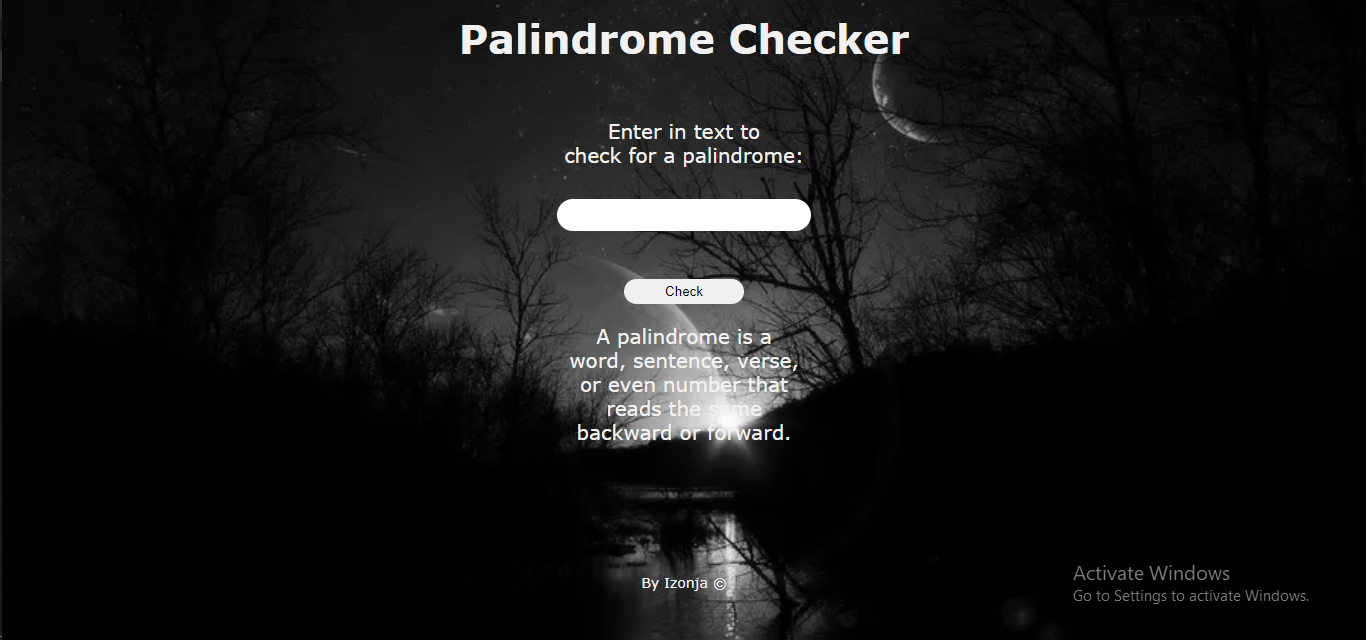 Palindrome Checker
Enter in text to
check for a palindrome:
Check
A palindrome is a
word, sentence, verse,
or even number that
reads the same
backward or forward.
By Izonja ©
Activate Windows
Go to Settings to activate Windows.